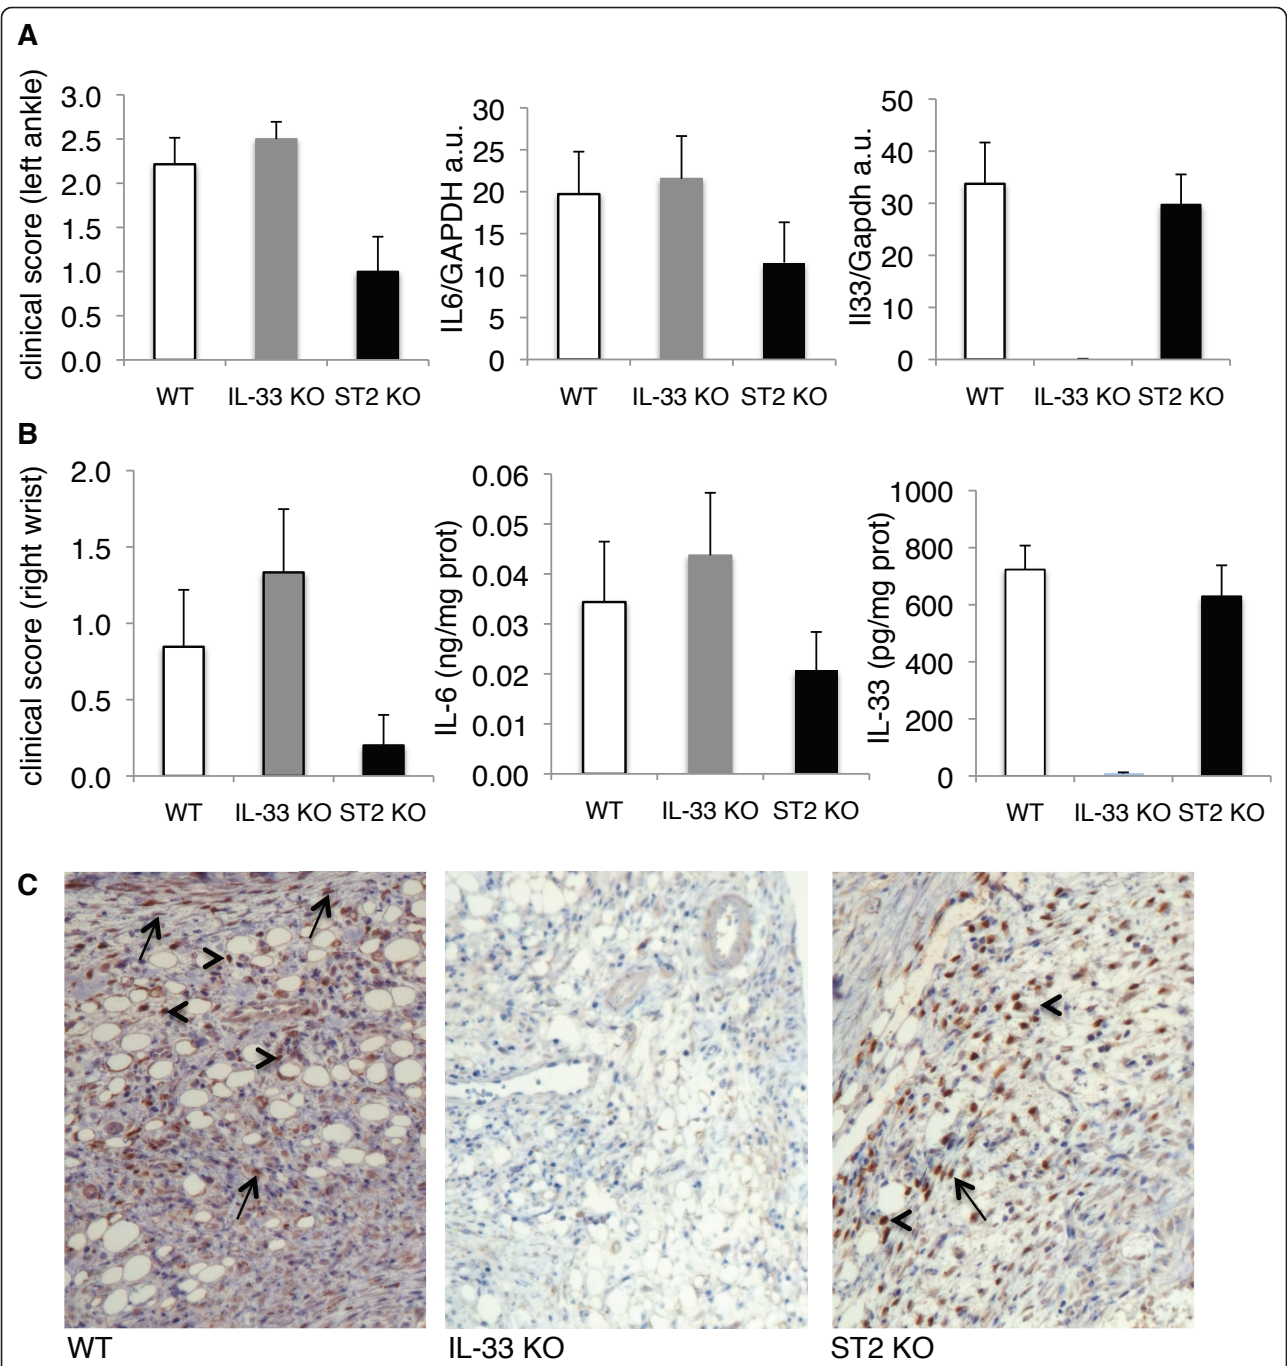 A
clinical score (left ankle)
3.0
2.5
2.0
1.5
1.0
0.5
0.0
WT IL-33 KO ST2 KO
IL6/GAPDH a.u.
30
25
20
15
10
5
0
WT IL-33 KO ST2 KO
Il33/Gapdh a.u.
50
40
30
20
10
0
WT IL-33 KO ST2 KO
B
clinical score (right wrist)
2.0
1.5
1.0
0.5
0.0
WT IL-33 KO ST2 KO
IL-6 (ng/mg prot)
0.06
0.05
0.04
0.03
0.02
0.01
0.00
WT IL-33 KO ST2 KO
IL-33 (pg/mg prot)
1000
800
600
400
200
0
WT IL-33 KO ST2 KO
C
WT IL-33 KO ST2 KO